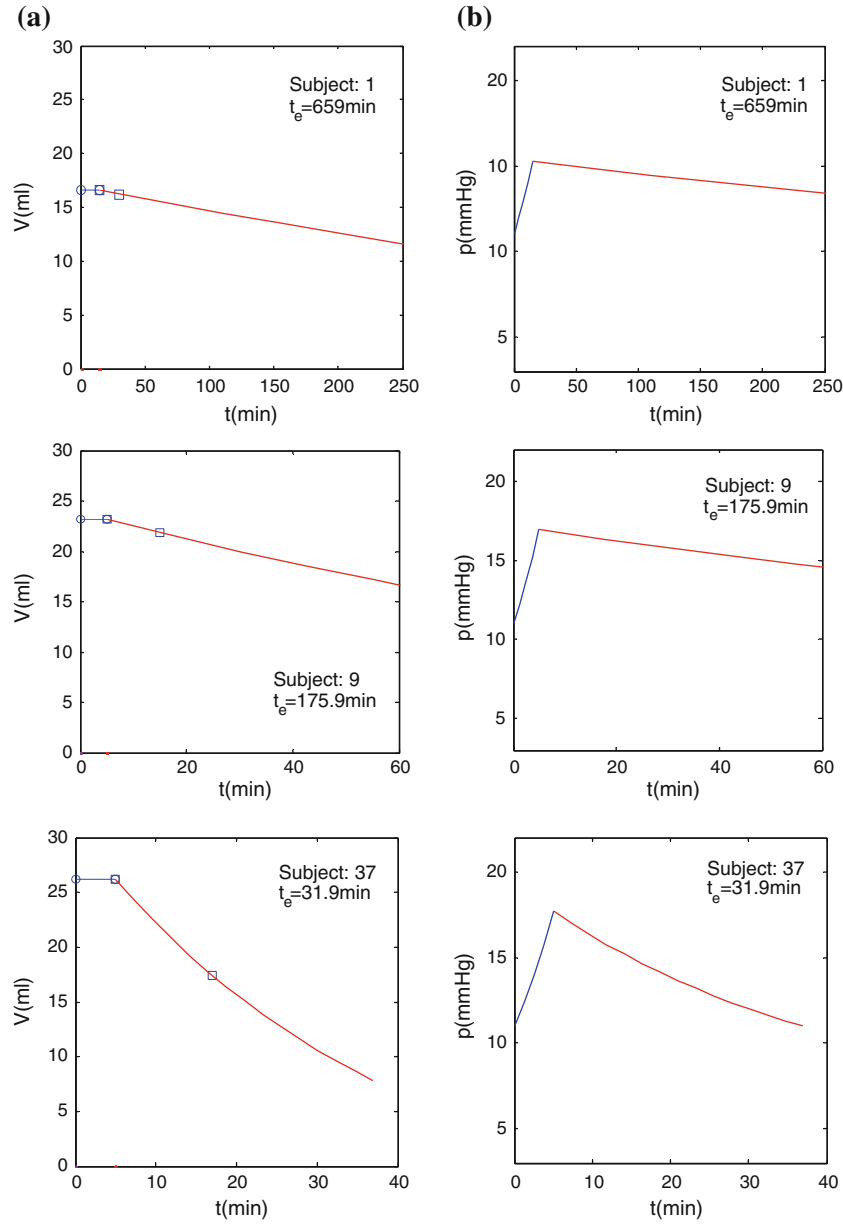 (a)
30
25
20
15
10
5
0
V(ml)
Subject: 1
t_e=659min
0 50 100 150 200 250
t(min)
(b)
20
10
10
5
p(mmHg)
Subject: 1
t_e=659min
0 50 100 150 200 250
t(min)
30
25
20
15
10
5
0
V(ml)
Subject: 9
t_e=175.9min
0 20 40 60
t(min)
20
15
10
5
p(mmHg)
Subject: 9
t_e=175.9min
0 20 40 60
t(min)
30
25
20
15
10
5
0
V(ml)
Subject: 37
t_e=31.9min
0 10 20 30 40
t(min)
20
15
10
5
p(mmHg)
Subject: 37
t_e=31.9min
0 10 20 30 40
t(min)